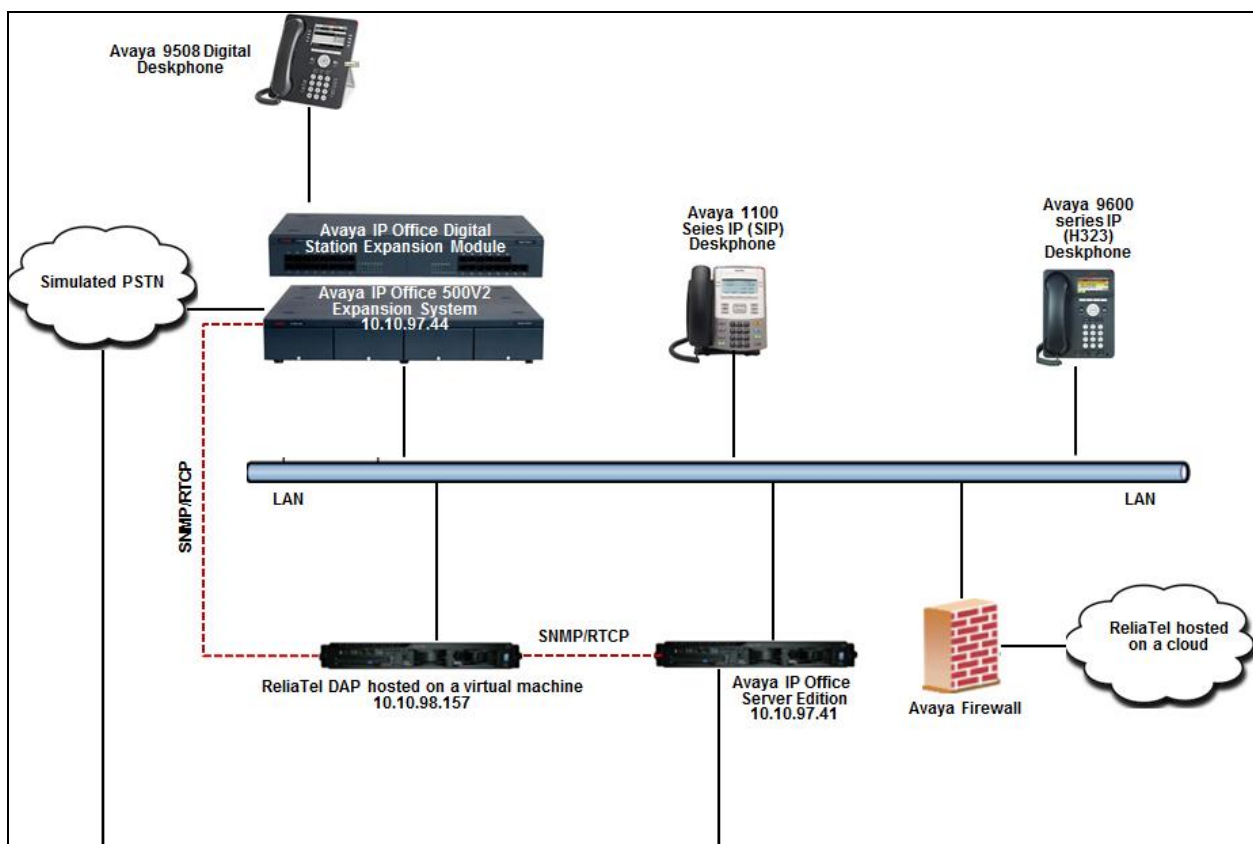 Avaya 9508 Digital
Deskphone
Avaya IP Office Digital
Station Expansion Module
Avaya 1100
Seies IP (SIP)
Deskphone
Avaya 9600
series IP
(H323)
Deskphone
Simulated PSTN
Avaya IP Office 500V2
Expansion System
10.10.97.44
SNMP/RTCP
LAN
LAN
SNMP/RTCP
ReliaTel DAP hosted on a virtual machine
10.10.98.157
Avaya IP Office
Server Edition
10.10.97.41
Avaya Firewall
ReliaTel hosted
on a cloud